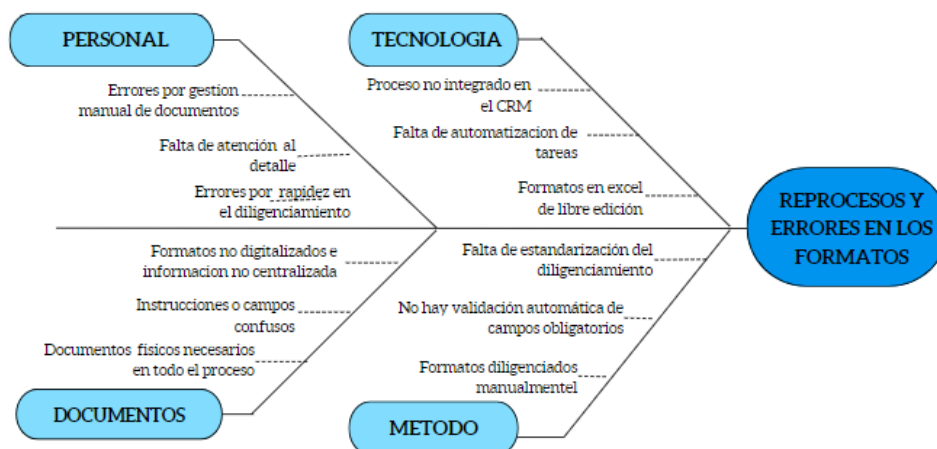 PERSONAL
Errores por gestion
manual de documentos
Falta de atención al
detalle
Errores por rapidez en
el diligenciamiento
TECNOLOGIA
Proceso no integrado en
el CRM
Falta de automatizacion de
tareas
Formatos en excel
de libre edición
REPROCESOS Y
ERRORES EN LOS
FORMATOS
Formatos no digitalizados e
informacion no centralizada
Instrucciones o campos
confusos
Documentos físicos necesarios
en todo el proceso
DOCUMENTOS
Falta de estandarización del
diligenciamiento
No hay validación automática de
campos obligatorios
Formatos diligenciados
manualmentel
METODO